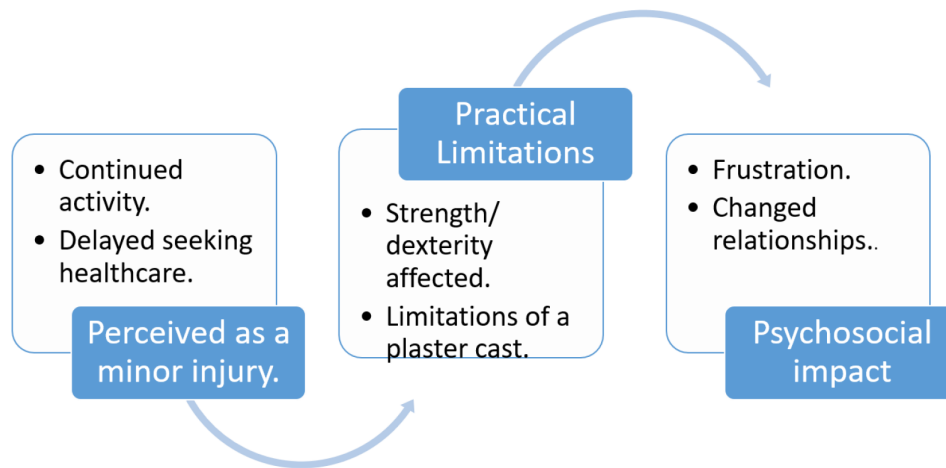 • Continued
activity.
• Delayed seeking
healthcare.
Perceived as a
minor injury.
Practical
Limitations
• Strength/
dexterity
affected.
• Limitations of a
plaster cast.
• Frustration.
• Changed
relationships..
Psychosocial
impact